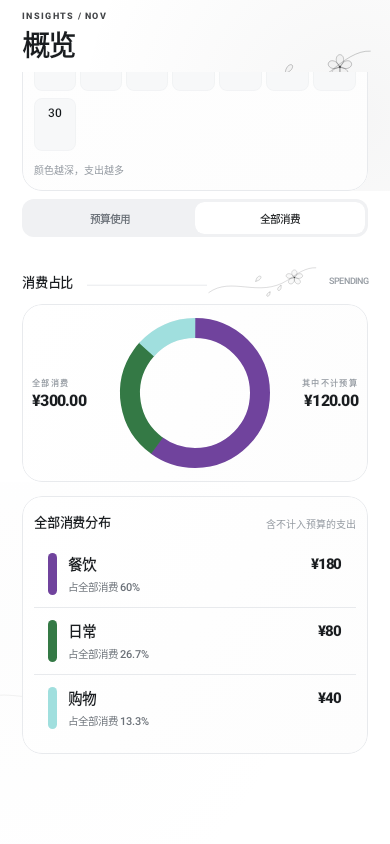 INSIGHTS / NOV
概览
30
颜色越深，支出越多
预算使用
全部消费
消费占比
SPENDING
全部消费
¥300.00
其中不计预算
¥120.00
全部消费分布
含不计入预算的支出
餐饮
¥180
占全部消费 60%
日常
¥80
占全部消费 26.7%
购物
¥40
占全部消费 13.3%